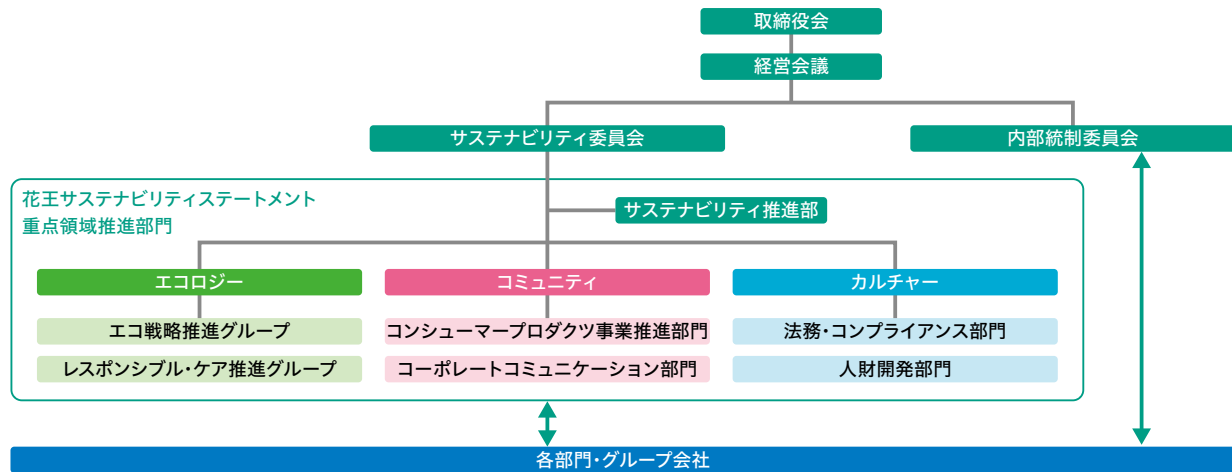 取締役会
経営会議
サステナビリティ委員会
内部統制委員会
花王サステナビリティステートメント
重点領域推進部門
サステナビリティ推進部
エコロジー
コミュニティ
カルチャー
エコ戦略推進グループ
コンシューマープロダクツ事業推進部門
法務・コンプライアンス部門
レスポンシブル・ケア推進グループ
コーポレートコミュニケーション部門
人財開発部門
各部門・グループ会社